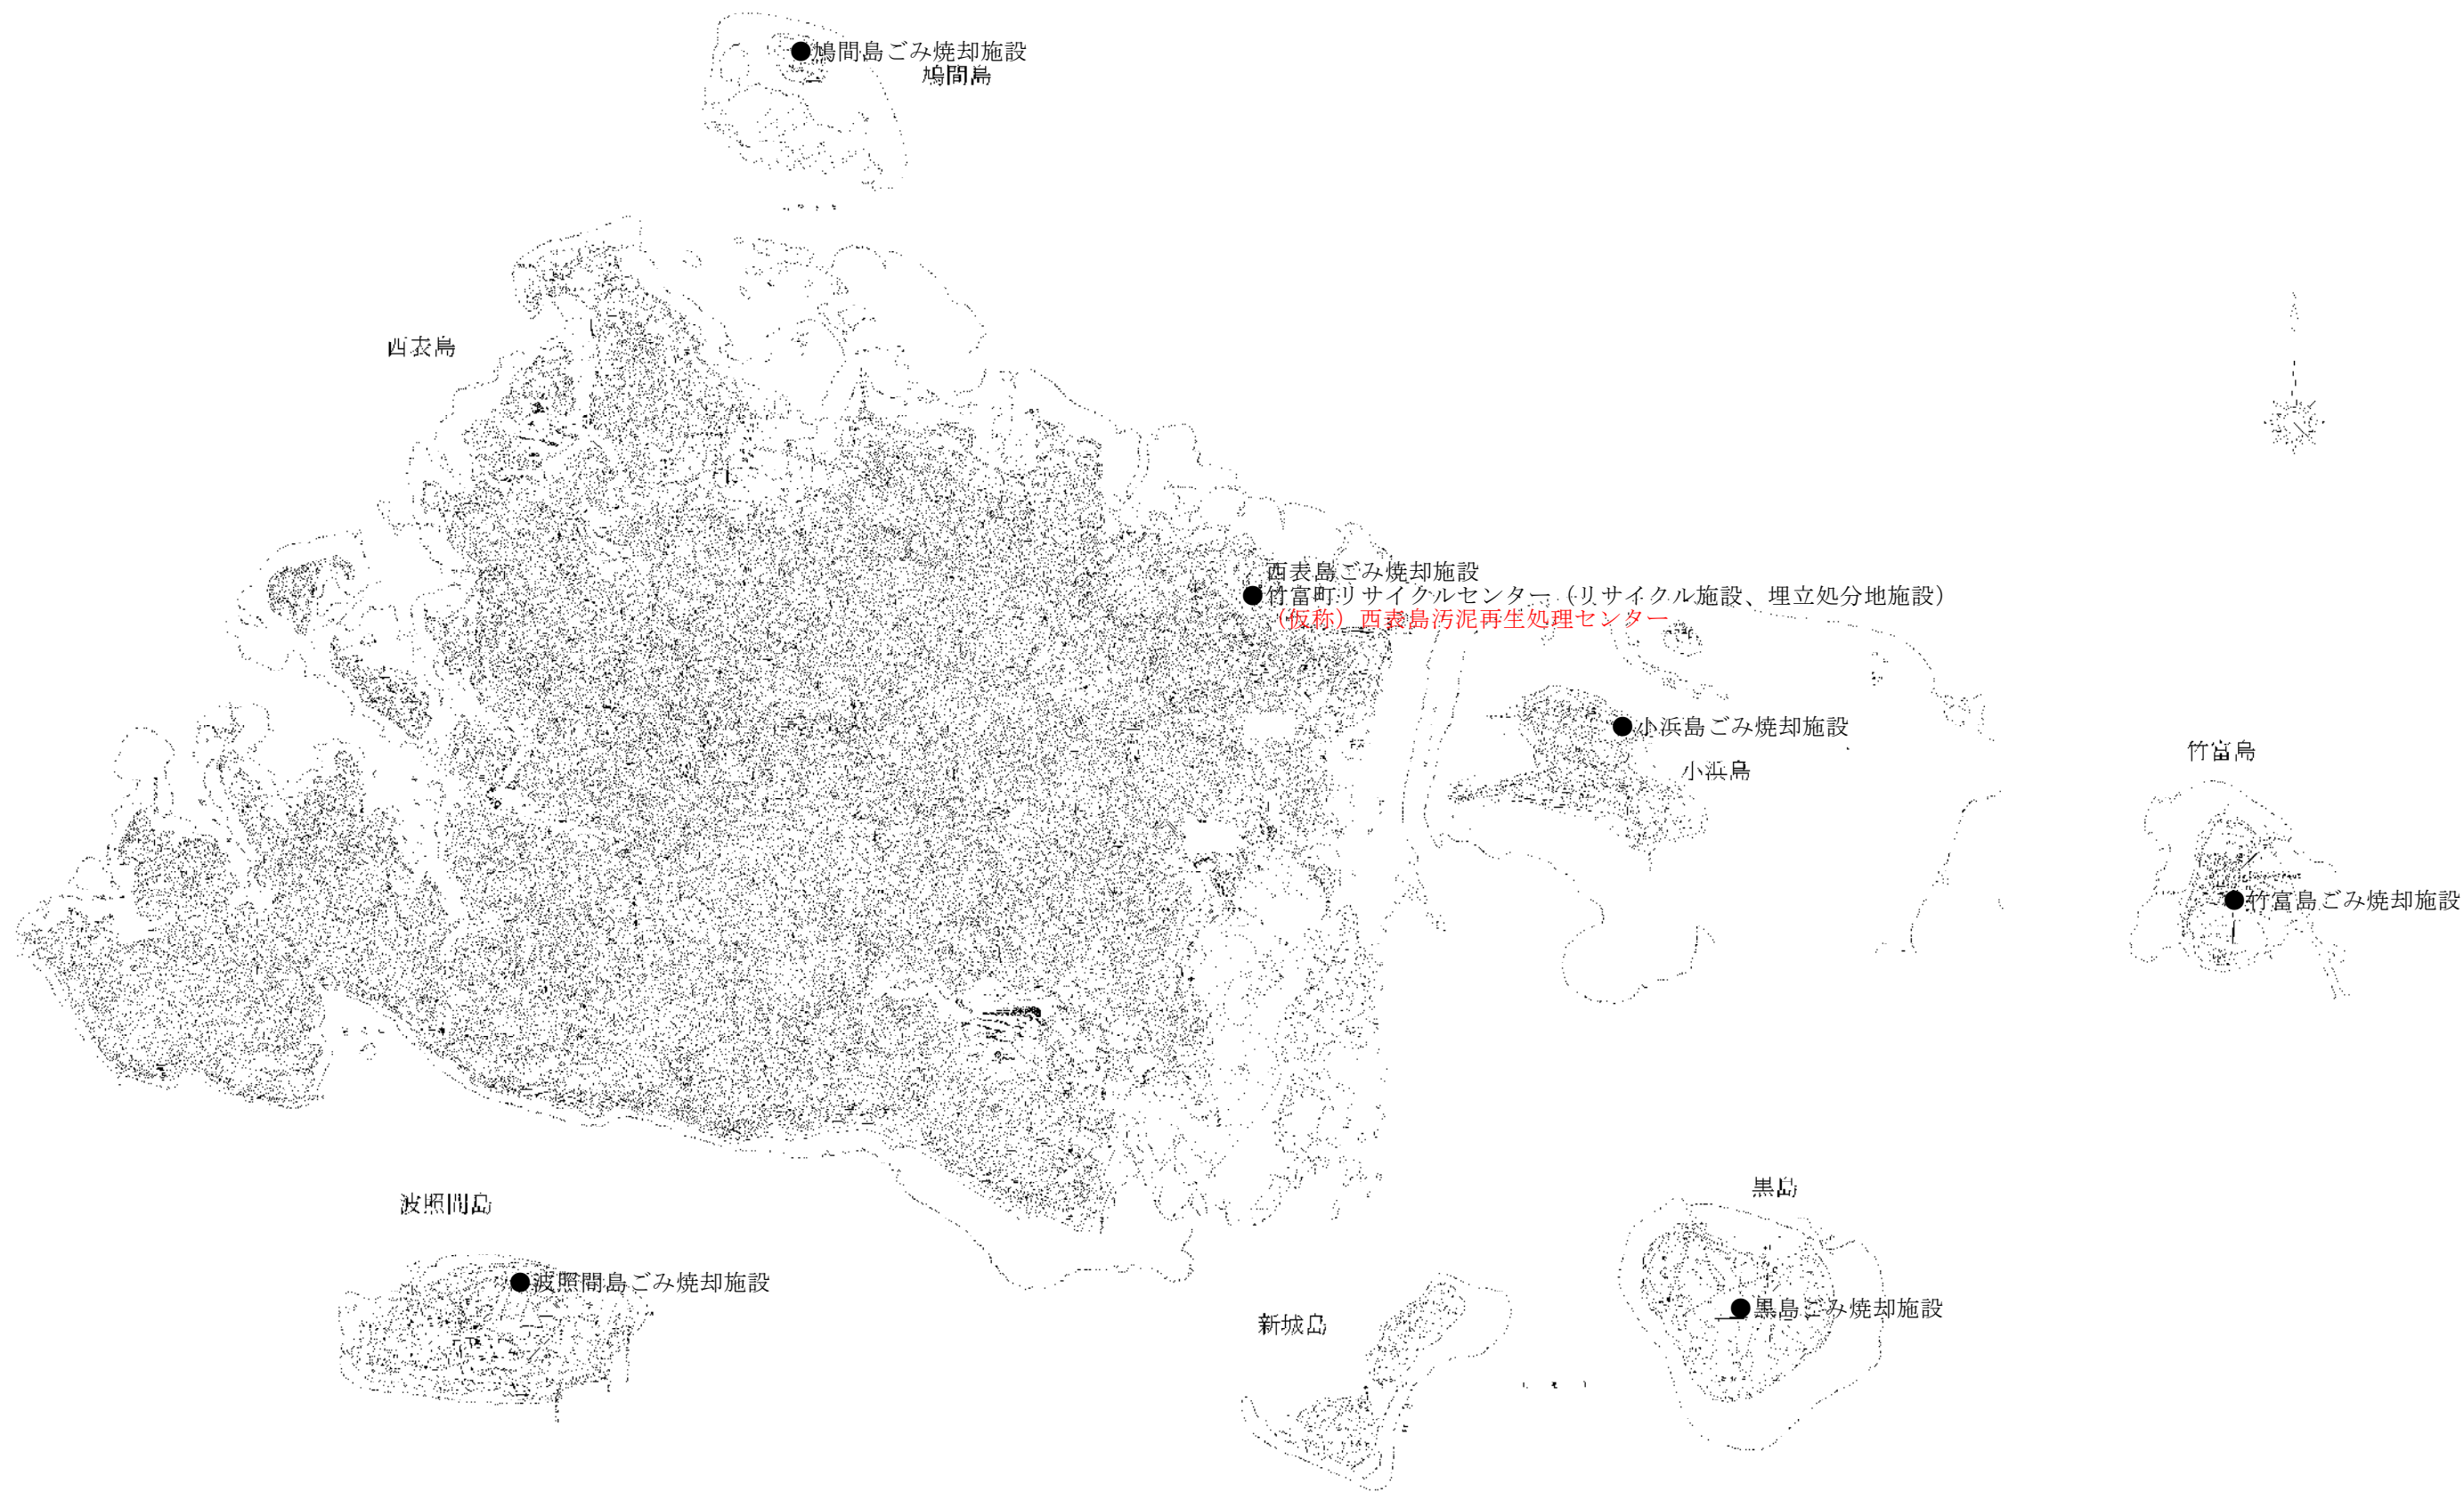 鳩間島ごみ焼却施設
鳩間島
西表島
西表島ごみ焼却施設
竹富町リサイクルセンター（リサイクル施設、埋立処分地施設）
（仮称）西表島汚泥再生処理センター
小浜島ごみ焼却施設
小浜島
竹富島
竹富島ごみ焼却施設
波照間島
波照間島ごみ焼却施設
黒島
黒島ごみ焼却施設
新城島